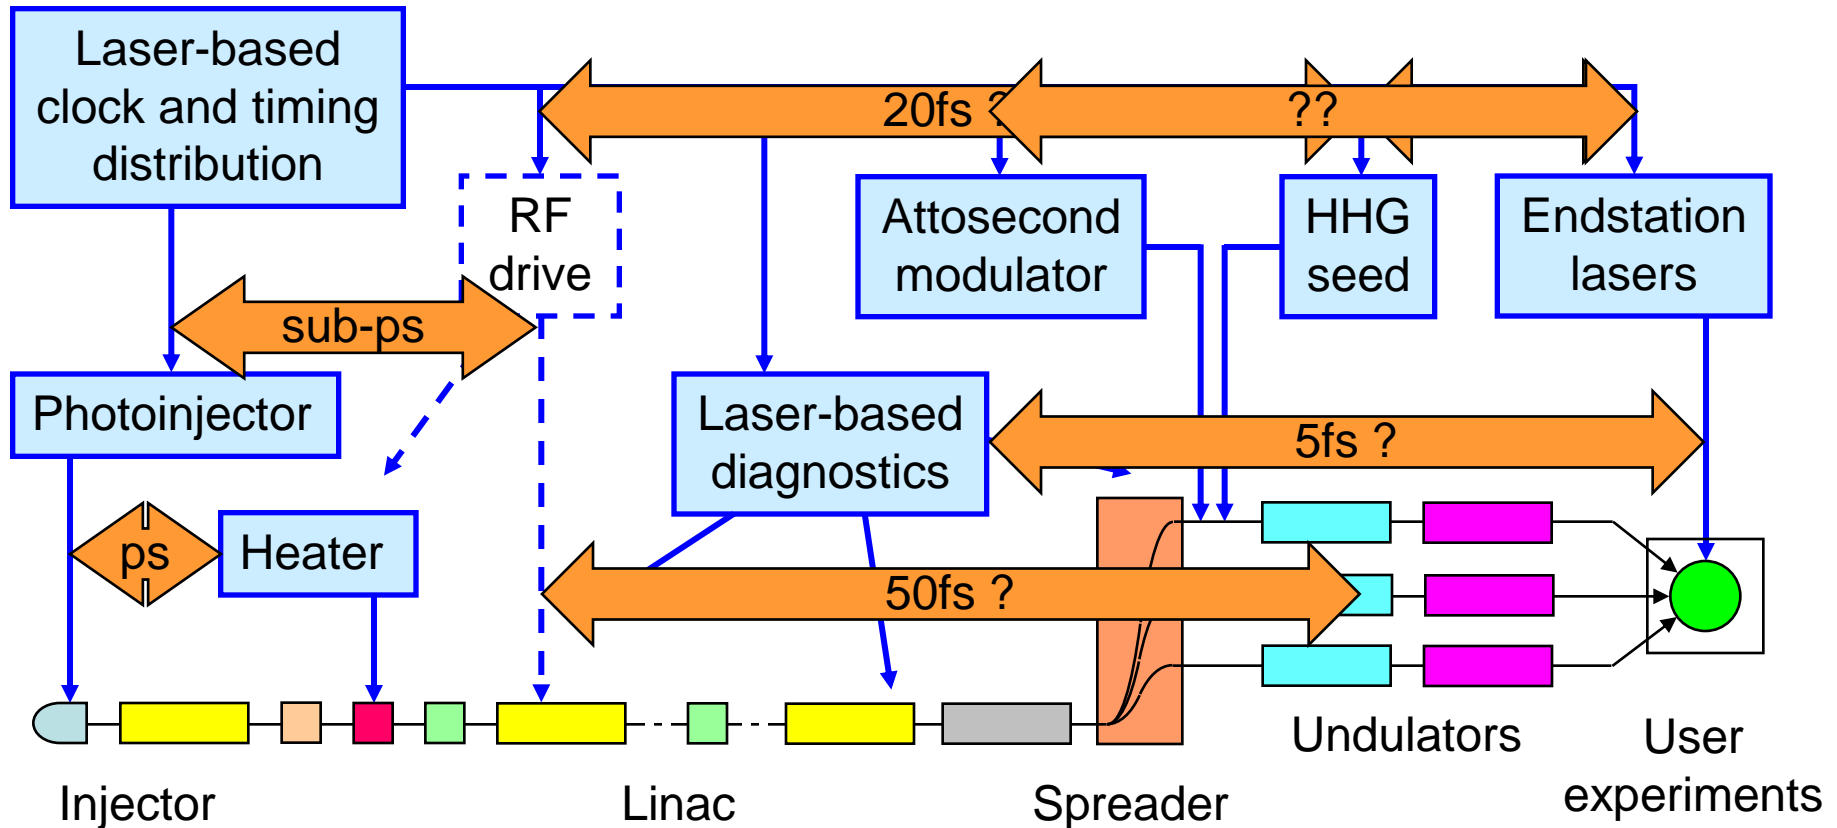 Laser-based
clock and timing
distribution
20fs ?
??
RF
drive
Attosecond
modulator
HHG
seed
Endstation
lasers
sub-ps
Photoinjector
Laser-based
diagnostics
5fs ?
ps
Heater
50fs ?
Undulators
User
experiments
Injector
Linac
Spreader